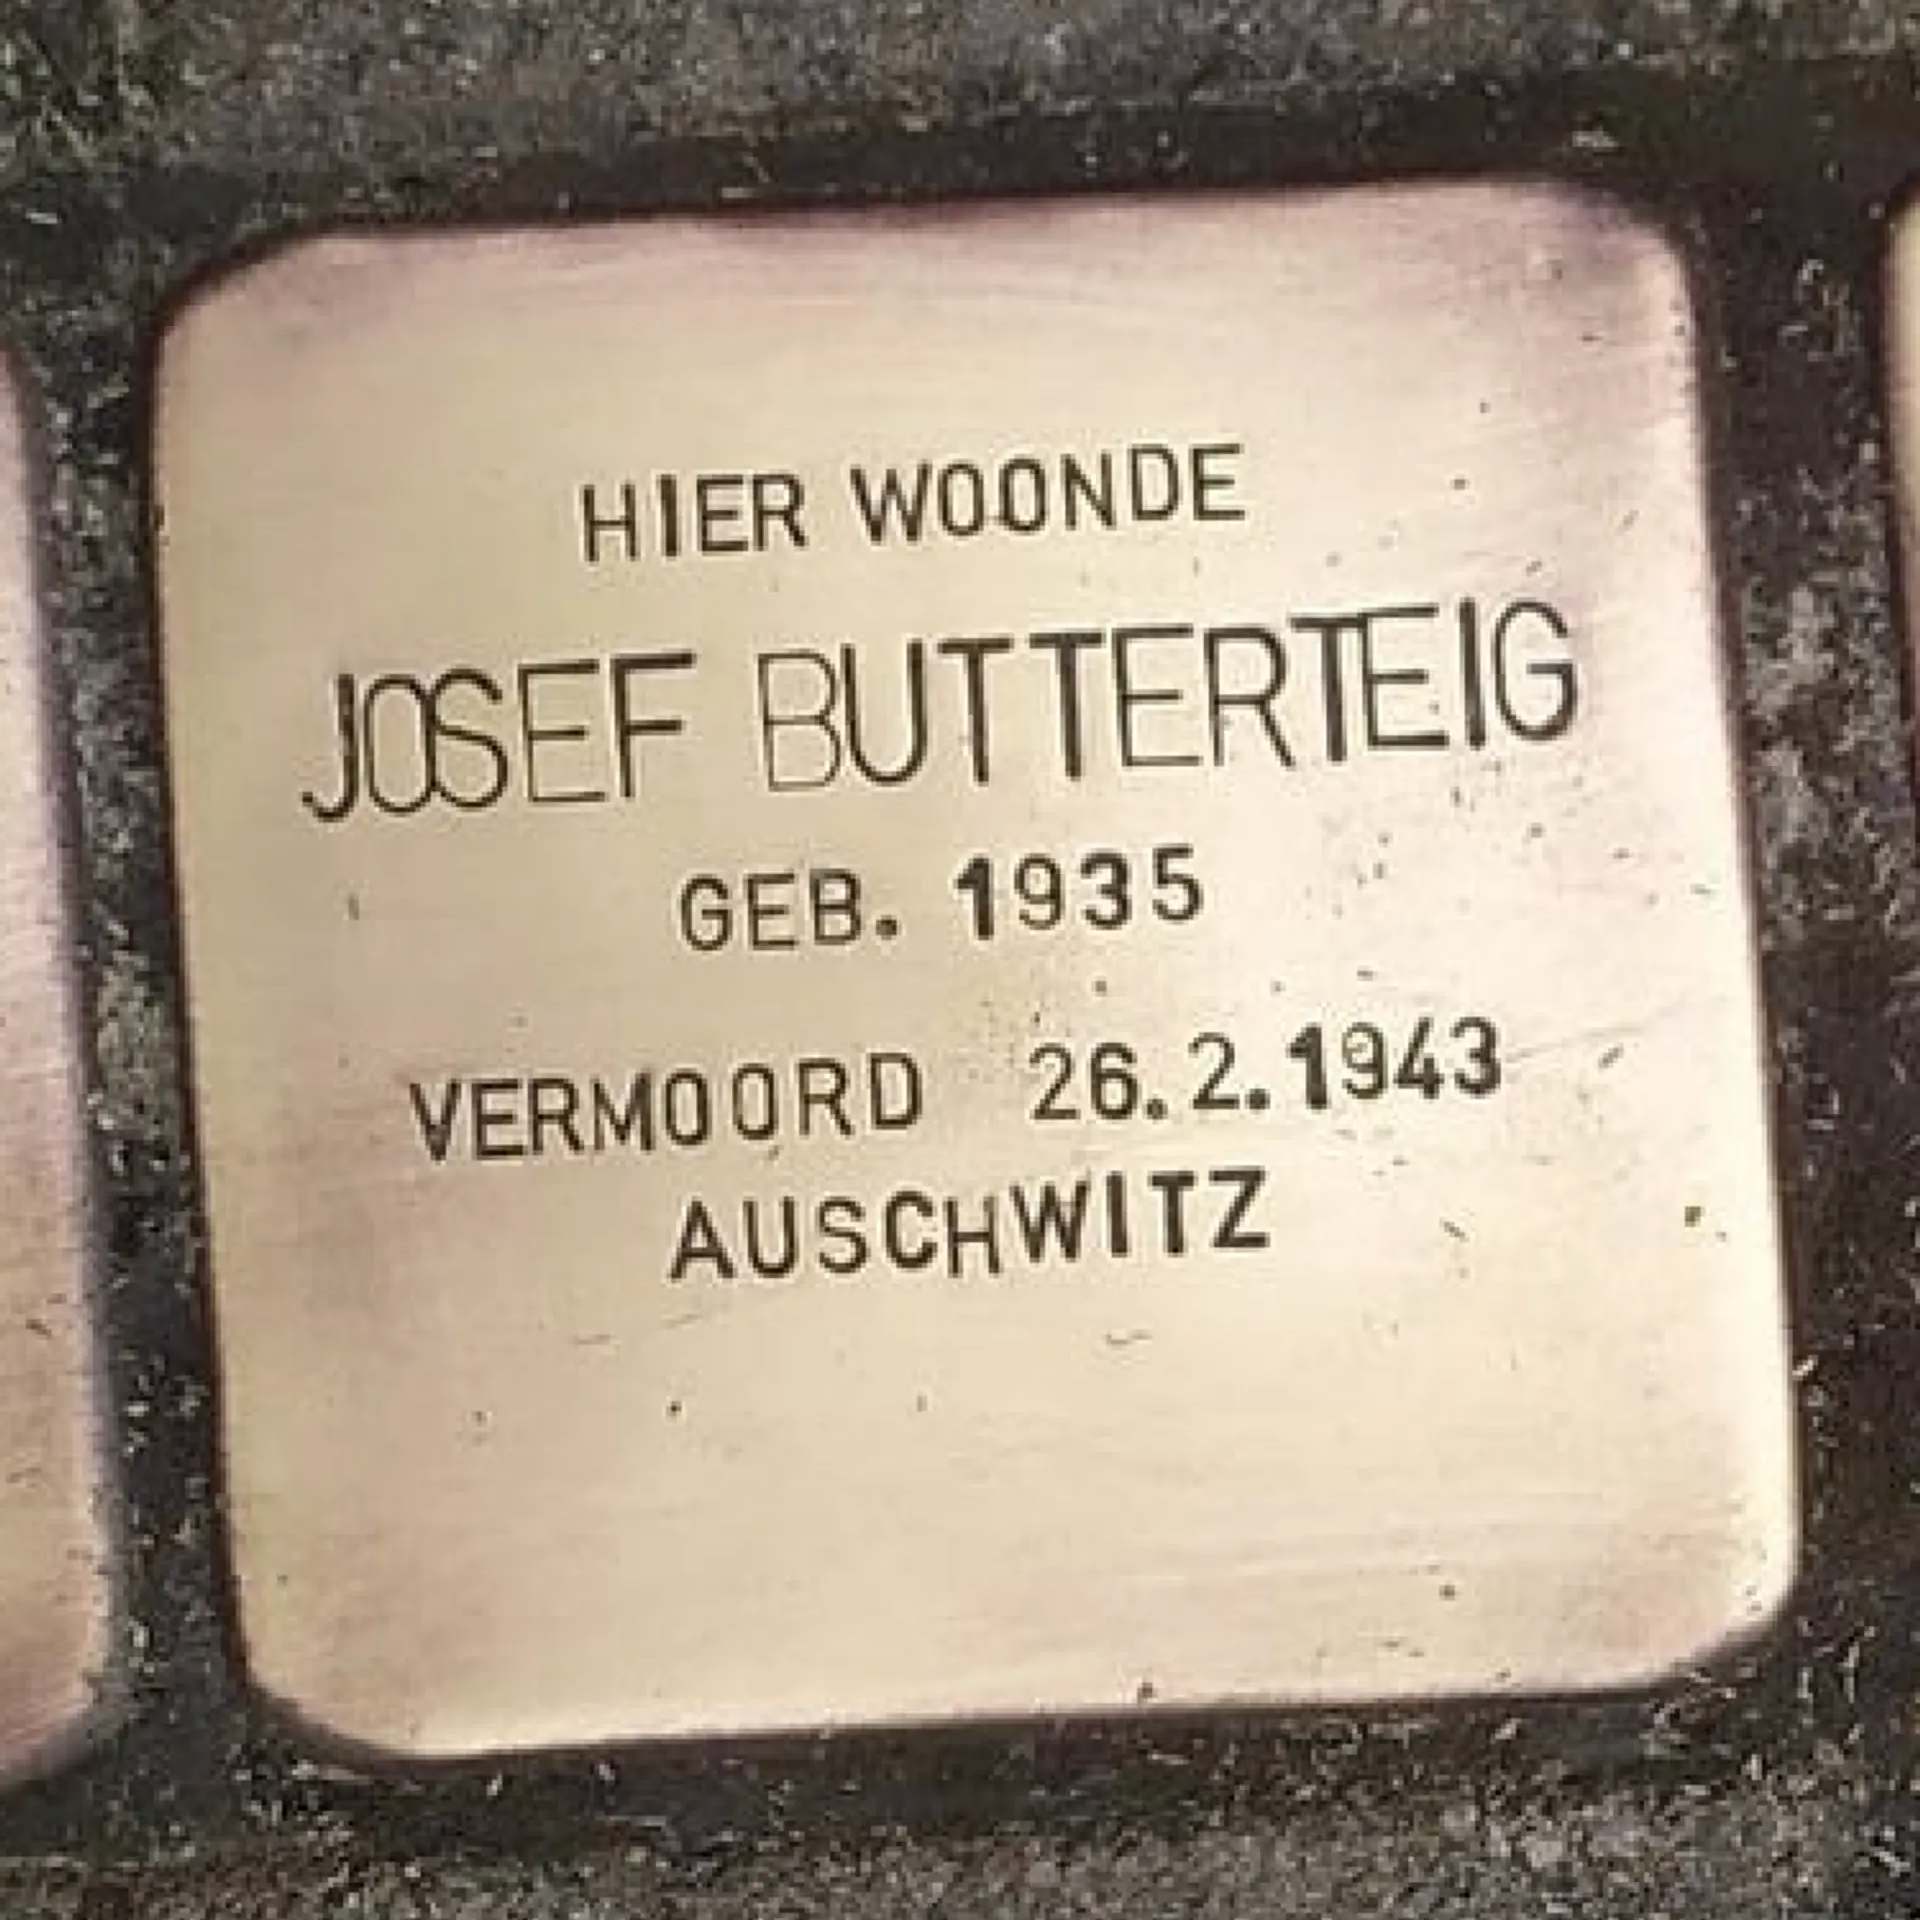 HIER WOONDE
JOSEF BUTTERTEIG
GEB. 1935
VERMOORD 26.2.1943
AUSCHWITZ